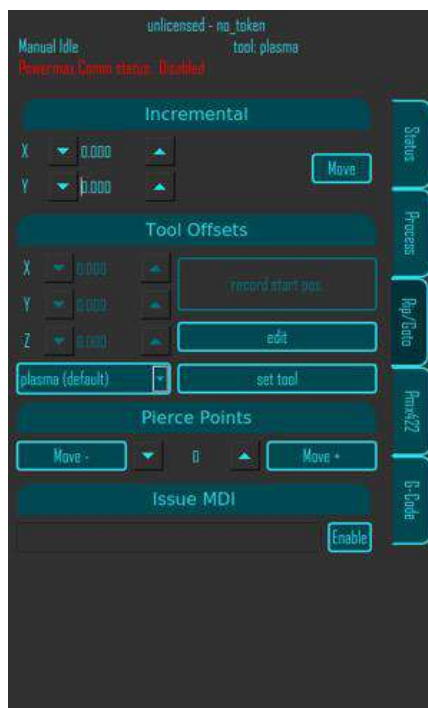 unlicensed - no_token
Manual Idle tool: plasma
Powermax Comm status: Disabled
Incremental
X 0.000
Y 0.000
Move
Tool Offsets
X 0.000
Y 0.000
Z 0.000
record start pos.
edit
plasma (default) set tool
Pierce Points
Move - 0 Move +
Issue MDI
Enable
Status
Process
Rip/Goto
Pmx422
G-Code